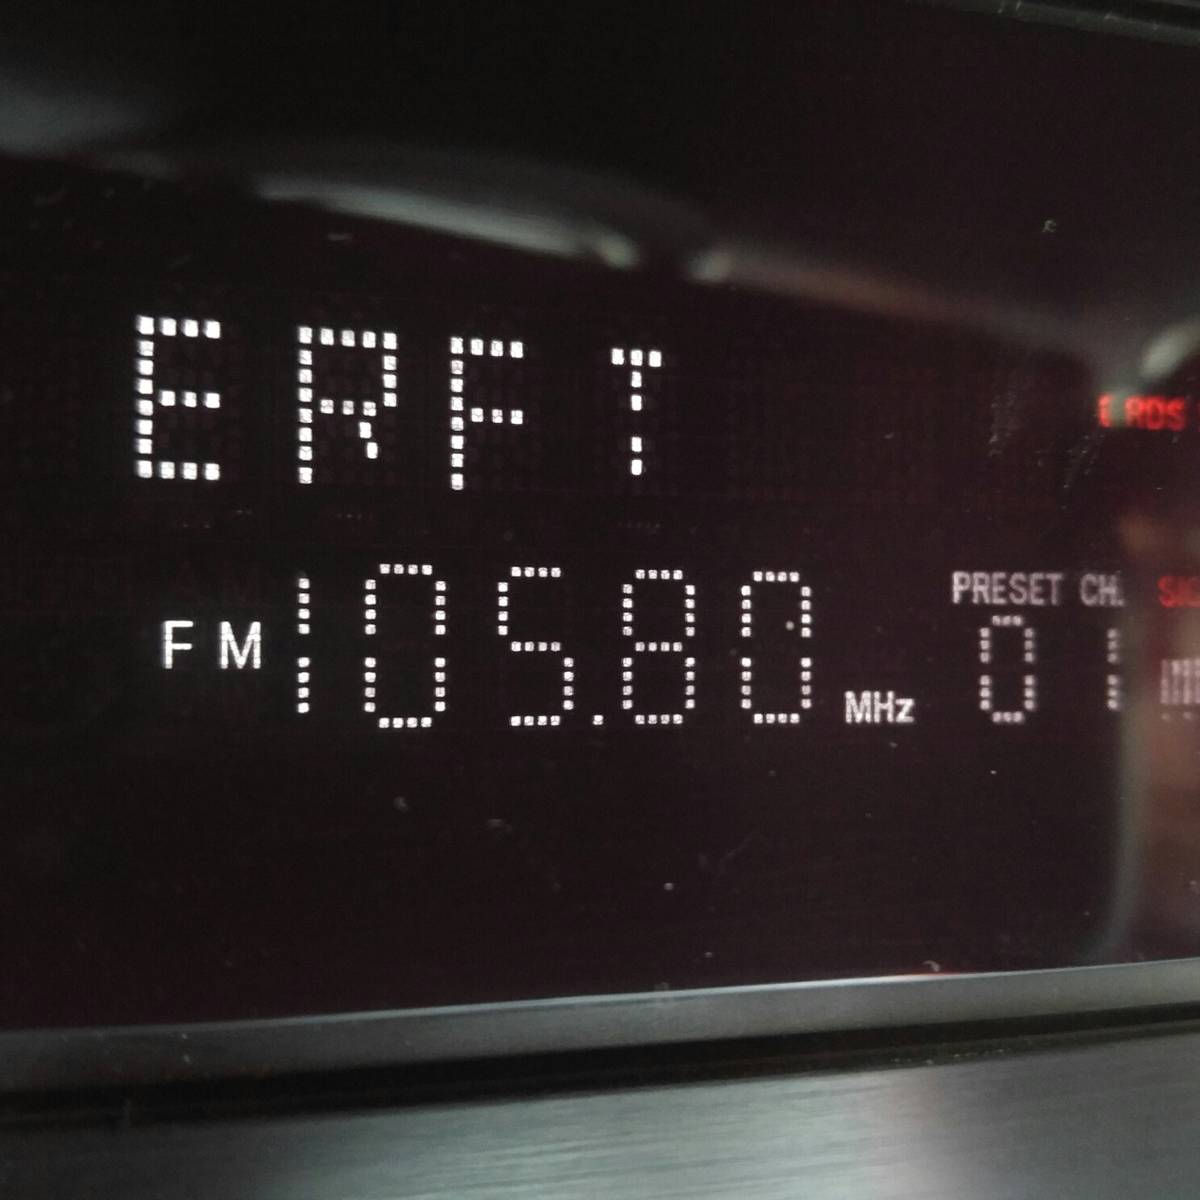 ERFT
RDS
FM 105.80 MHz
PRESET CH.
01